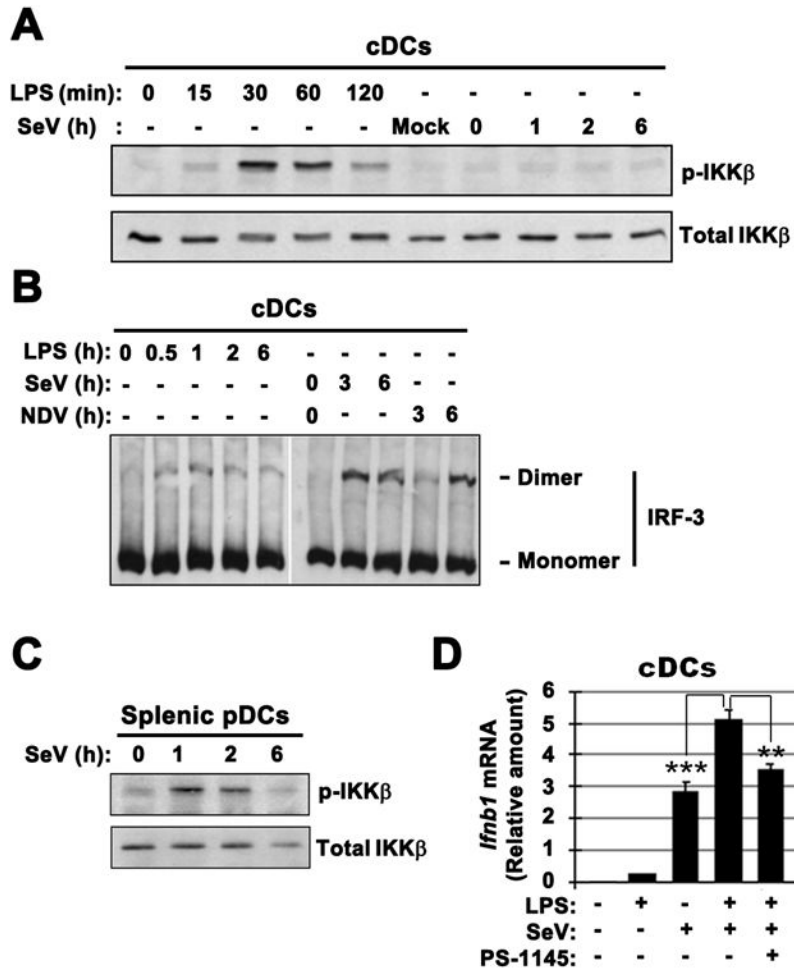 A
cDCs
LPS (min): 0 15 30 60 120 - - - - -
SeV (h) : - - - - - Mock 0 1 2 6
p-IKKβ
Total IKKβ
B
cDCs
LPS (h): 0 0.5 1 2 6 - - - - -
SeV (h): - - - - - 0 3 6 - -
NDV (h): - - - - - 0 - - 3 6
- Dimer
IRF-3
- Monomer
C
Splenic pDCs
SeV (h): 0 1 2 6
p-IKKβ
Total IKKβ
D
cDCs
Ifnb1 mRNA
(Relative amount)
6
5
4
3
2
1
0
***
**
LPS: - + - + +
SeV: - - + + +
PS-1145: - - - - +